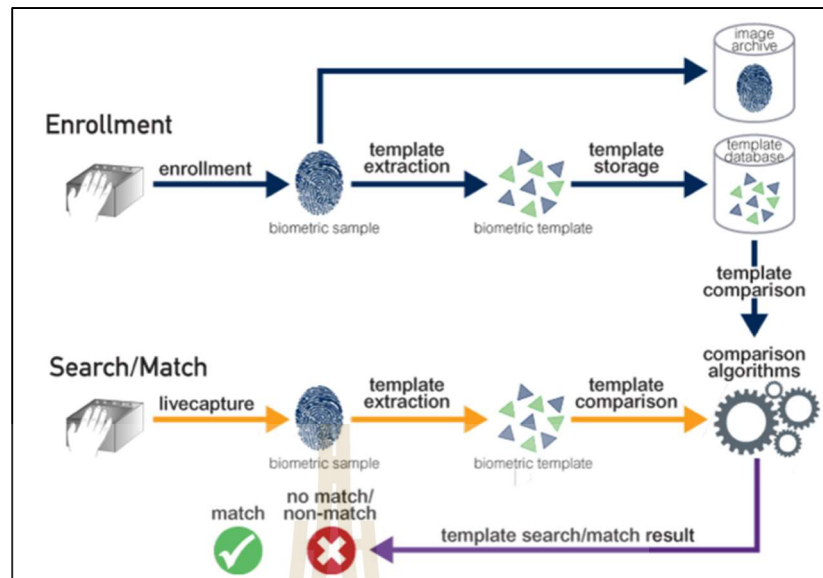 image
archive
Enrollment
enrollment
template
extraction
template
storage
template
database
biometric sample
biometric template
template
comparison
Search/Match
comparison
algorithms
livecapture
template
extraction
template
comparison
biometric sample
biometric template
match
no match/
non-match
template search/match result